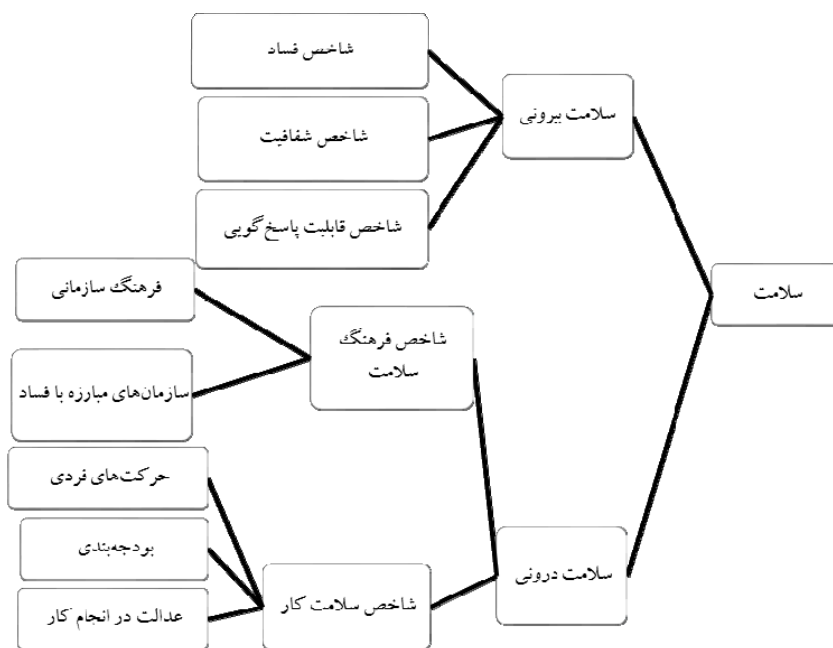 شاخص فساد
سلامت بیرونی
شاخص شفافیت
شاخص قابلیت پاسخ‌گویی
سلامت
فرهنگ سازمانی
شاخص فرهنگ
سلامت
سازمان‌های مبارزه با فساد
حرکت‌های فردی
بودجه‌بندی
سلامت درونی
شاخص سلامت کار
عدالت در انجام کار